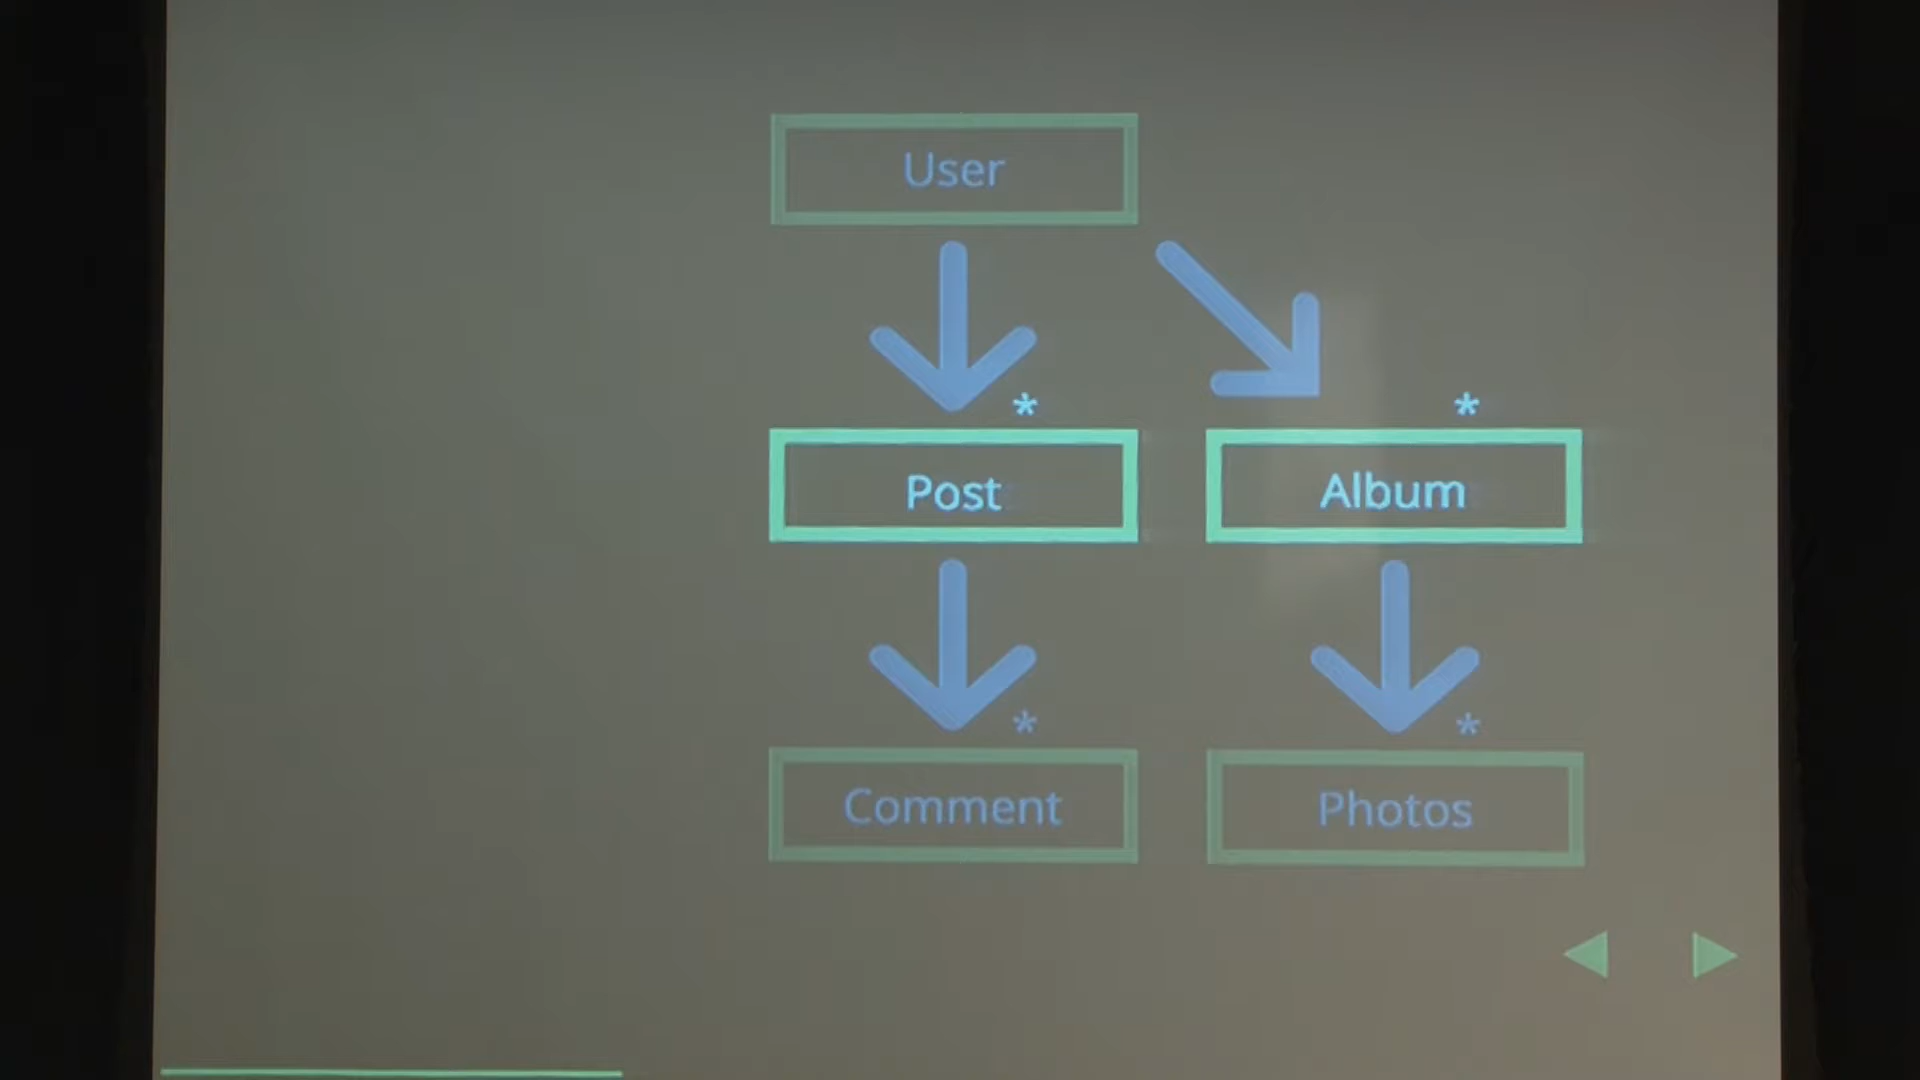 User
*
*
Post
Album
*
*
Comment
Photos